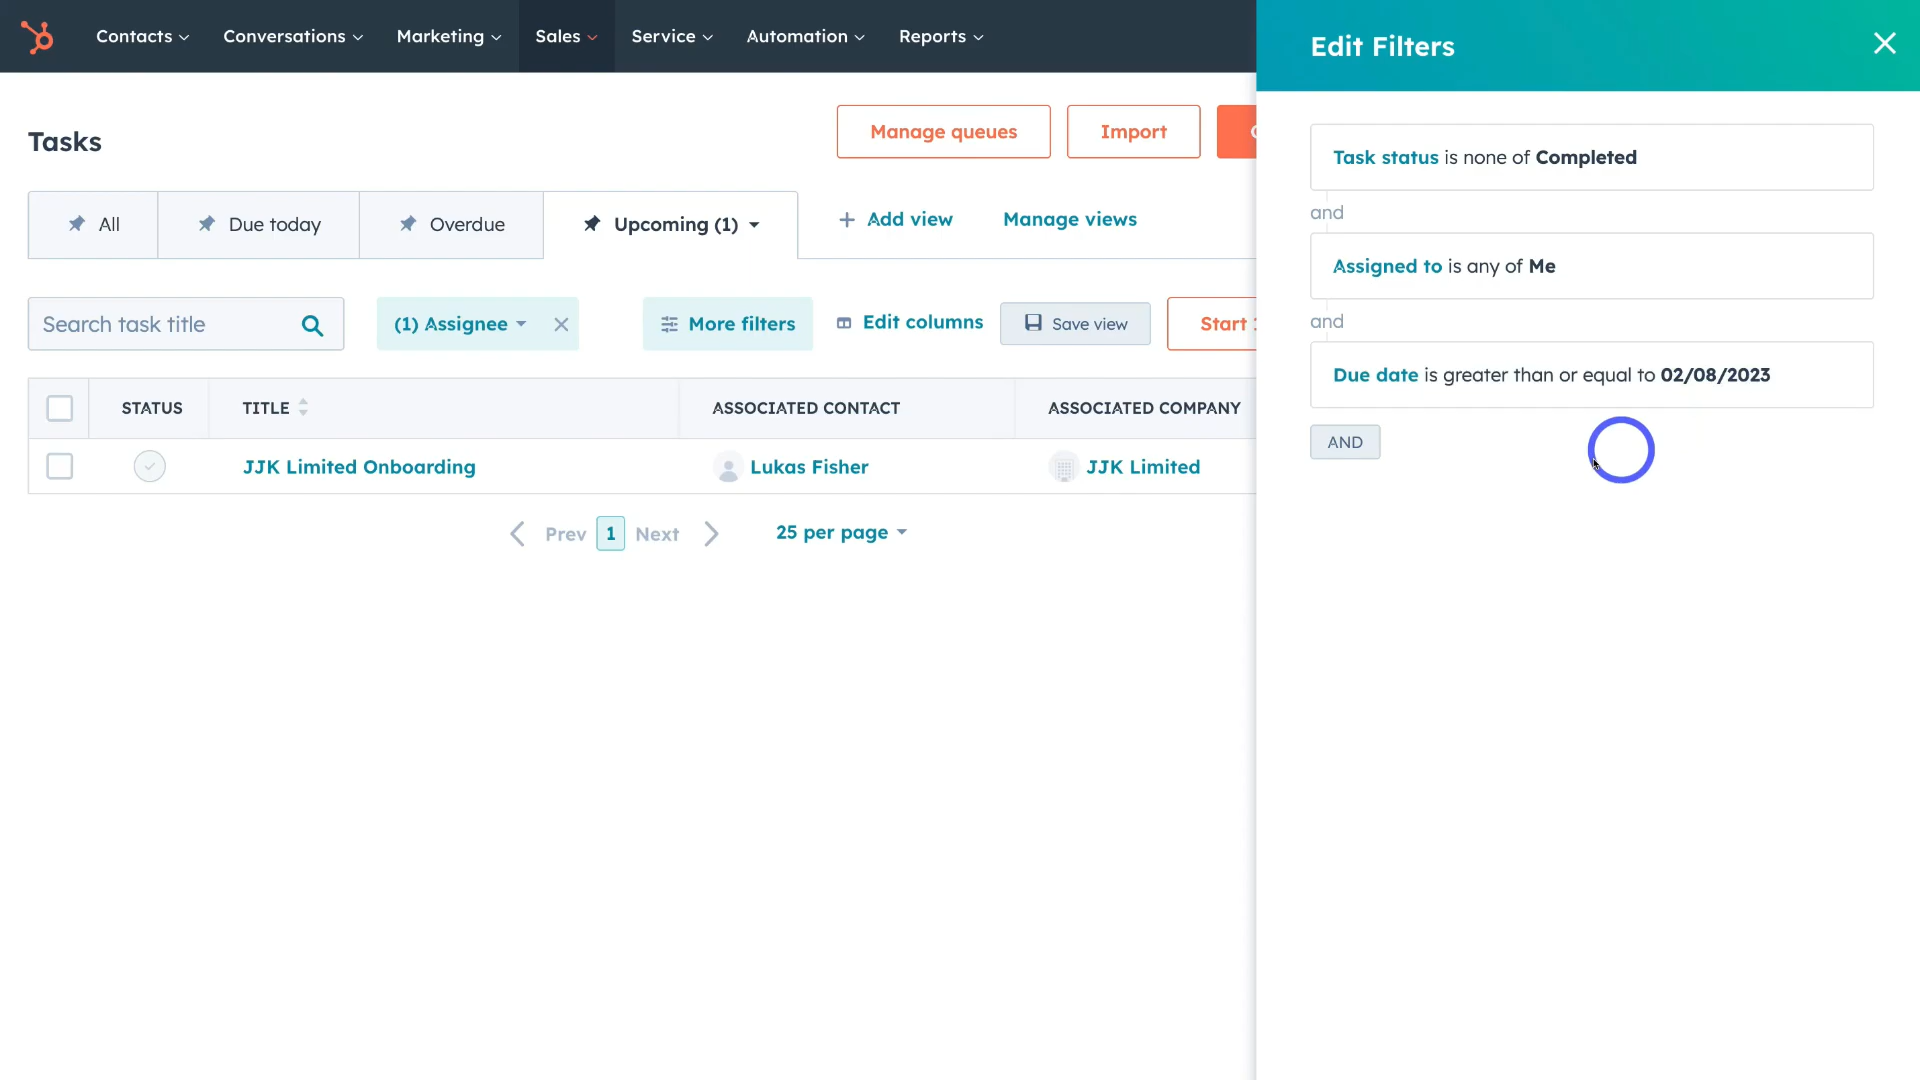 Contacts Conversations Marketing Sales Service Automation Reports
Edit Filters
Tasks
Manage queues
Import
All
Due today
Overdue
Upcoming (1)
+ Add view
Manage views
Search task title
(1) Assignee
More filters
Edit columns
Save view
Start
STATUS TITLE ASSOCIATED CONTACT ASSOCIATED COMPANY
JJK Limited Onboarding Lukas Fisher JJK Limited
Prev 1 Next 25 per page
Task status is none of Completed
and
Assigned to is any of Me
and
Due date is greater than or equal to 02/08/2023
AND